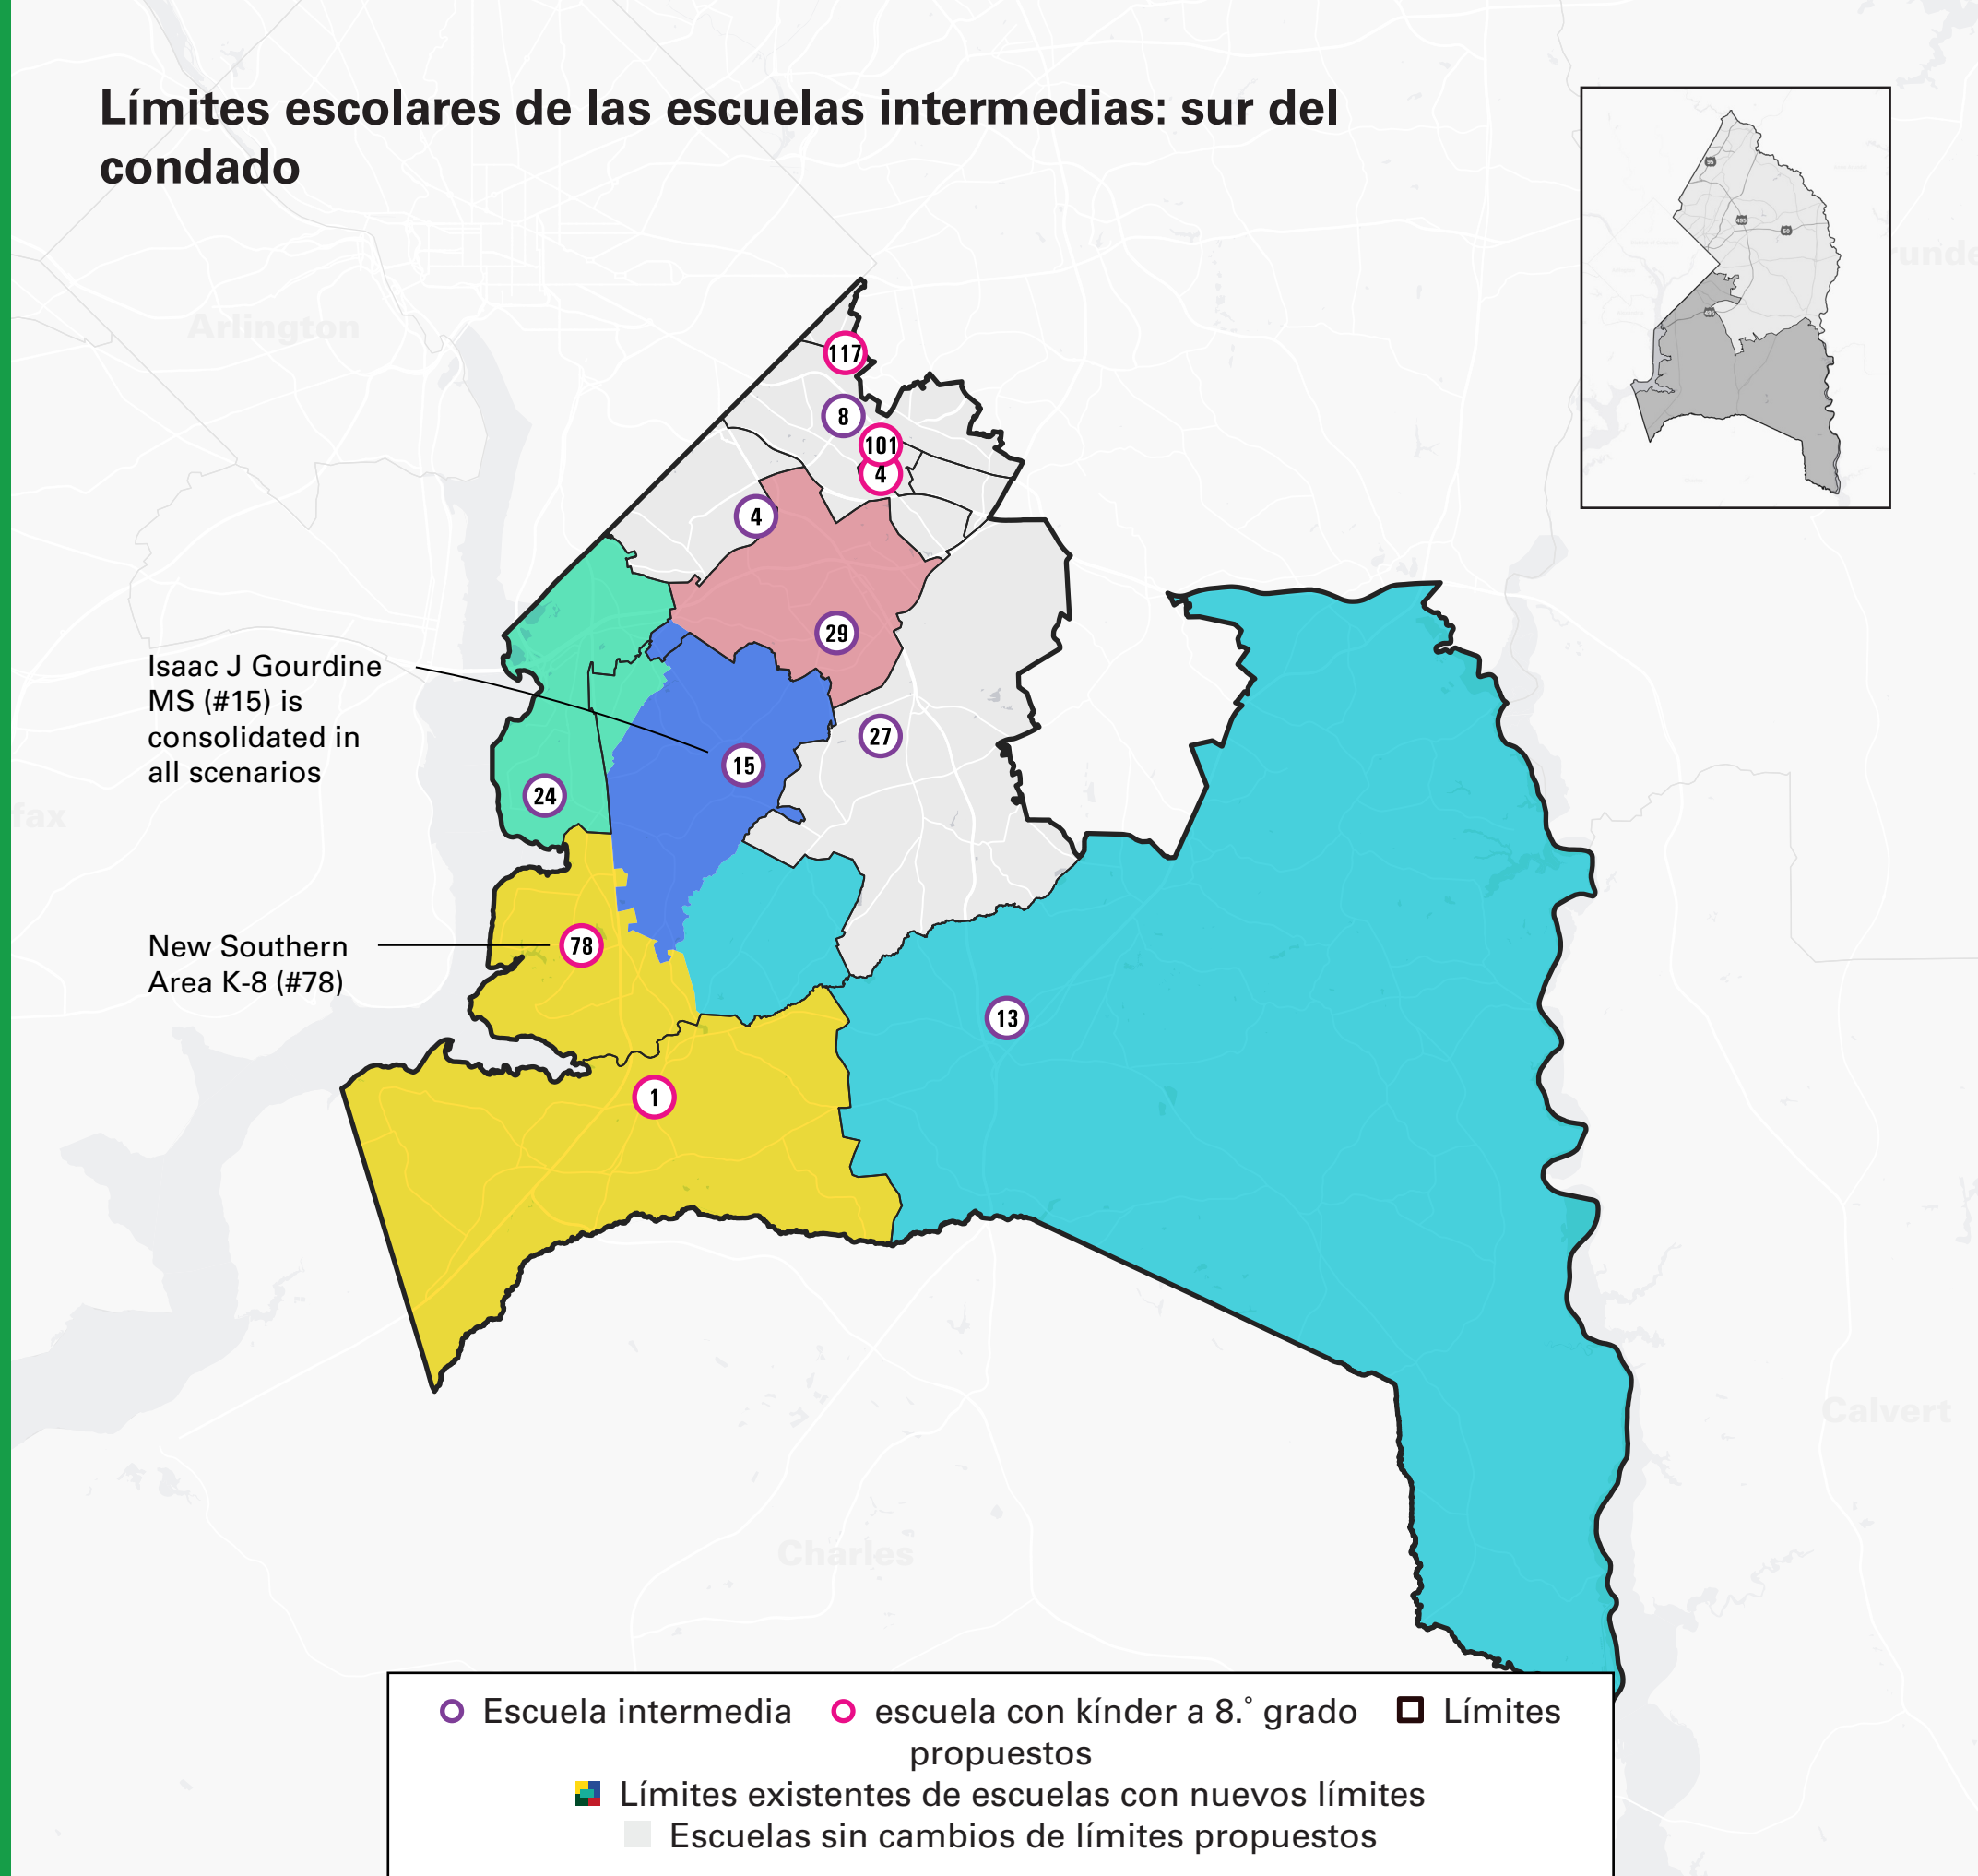 Límites escolares de las escuelas intermedias: sur del
condado
Arlington
117
8
101
4
4
29
Isaac J Gourdine
MS (#15) is
consolidated in
all scenarios
27
15
24
fax
New Southern
Area K-8 (#78)
78
13
1
Calvert
Charles
Escuela intermedia
escuela con kínder a 8.° grado
Límites
propuestos
Límites existentes de escuelas con nuevos límites
Escuelas sin cambios de límites propuestos